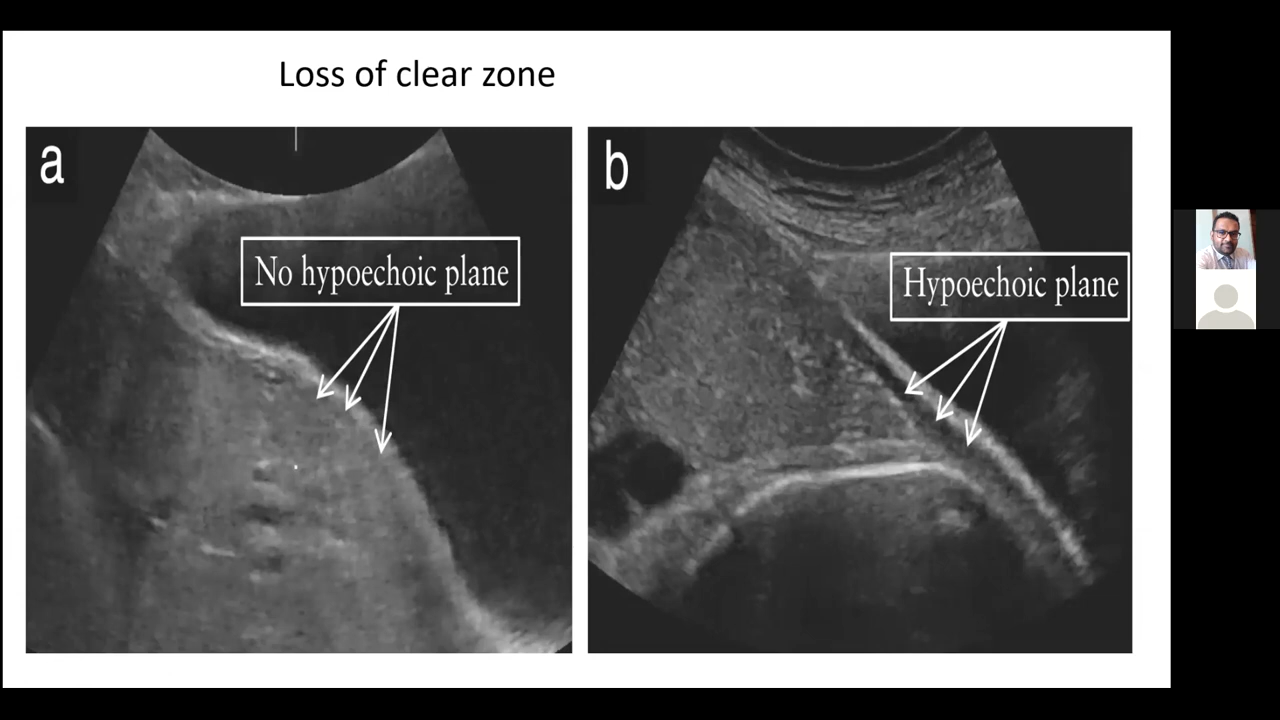 Loss of clear zone
a
No hypoechoic plane
b
Hypoechoic plane